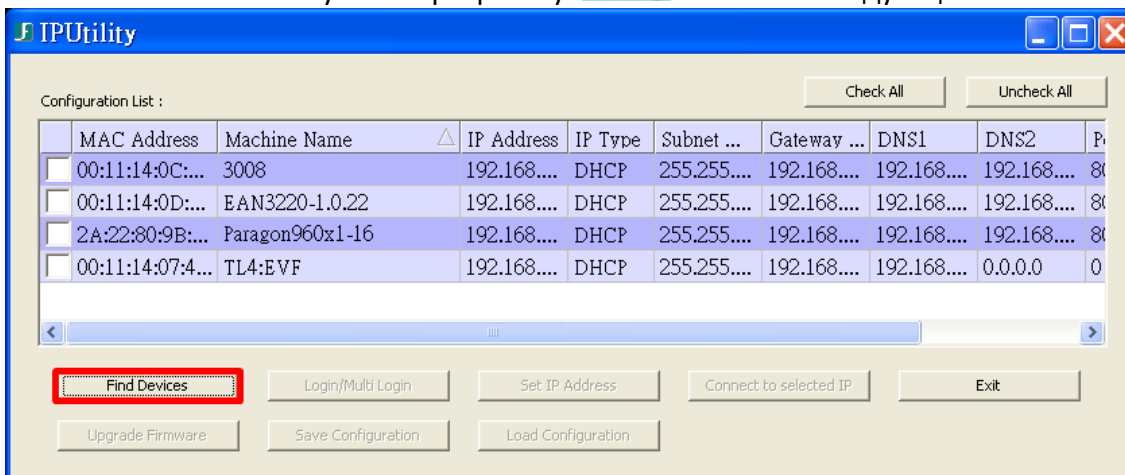 IPUtility
Configuration List :
Check All
Uncheck All
MAC Address Machine Name IP Address IP Type Subnet ... Gateway ... DNS1 DNS2
00:11:14:0C:... 3008 192.168.... DHCP 255.255.... 192.168.... 192.168.... 192.168....
00:11:14:0D:... EAN3220-1.0.22 192.168.... DHCP 255.255.... 192.168.... 192.168.... 192.168....
2A:22:80:9B:... Paragon960x1-16 192.168.... DHCP 255.255.... 192.168.... 192.168.... 192.168....
00:11:14:07:4... TL4:EVF 192.168.... DHCP 255.255.... 192.168.... 192.168.... 0.0.0.0 0
Find Devices Login/Multi Login Set IP Address Connect to selected IP Exit
Upgrade Firmware Save Configuration Load Configuration